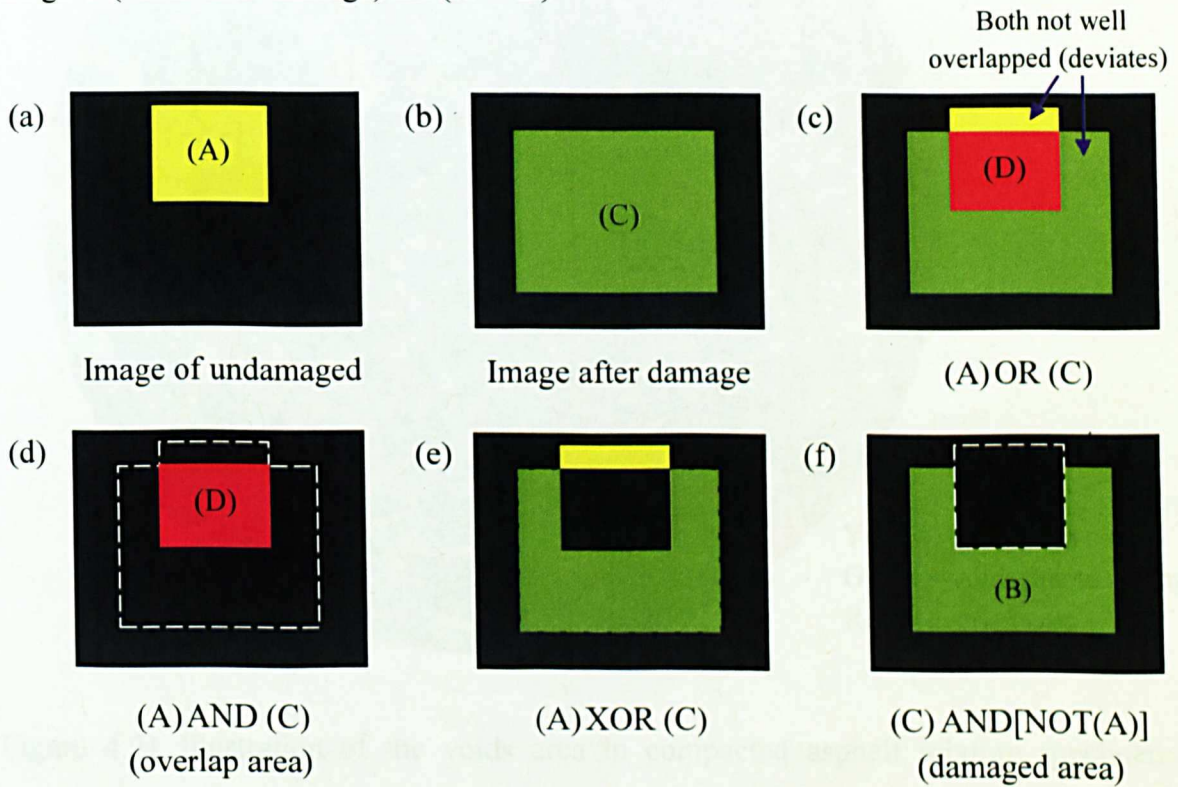 Both not well
overlapped (deviates)
(a)
(A)
(b)
(C)
(c)
(D)
Image of undamaged
Image after damage
(A) OR (C)
(d)
(D)
(e)
(f)
(B)
(A) AND (C)
(overlap area)
(A) XOR (C)
(C) AND[NOT(A)]
(damaged area)